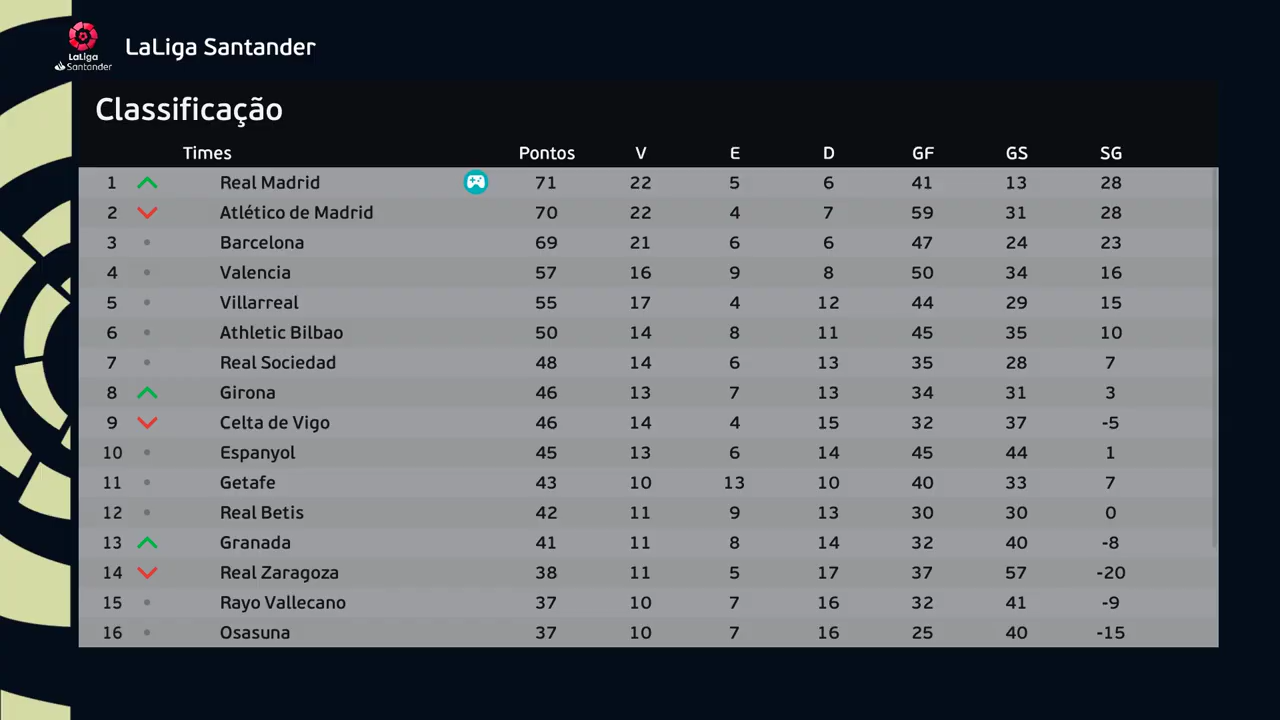 LaLiga
Santander
LaLiga Santander
Classificação
Times Pontos V E D GF GS SG
1 Real Madrid 71 22 5 6 41 13 28
2 Atlético de Madrid 70 22 4 7 59 31 28
3 Barcelona 69 21 6 6 47 24 23
4 Valencia 57 16 9 8 50 34 16
5 Villarreal 55 17 4 12 44 29 15
6 Athletic Bilbao 50 14 8 11 45 35 10
7 Real Sociedad 48 14 6 13 35 28 7
8 Girona 46 13 7 13 34 31 3
9 Celta de Vigo 46 14 4 15 32 37 -5
10 Espanyol 45 13 6 14 45 44 1
11 Getafe 43 10 13 10 40 33 7
12 Real Betis 42 11 9 13 30 30 0
13 Granada 41 11 8 14 32 40 -8
14 Real Zaragoza 38 11 5 17 37 57 -20
15 Rayo Vallecano 37 10 7 16 32 41 -9
16 Osasuna 37 10 7 16 25 40 -15